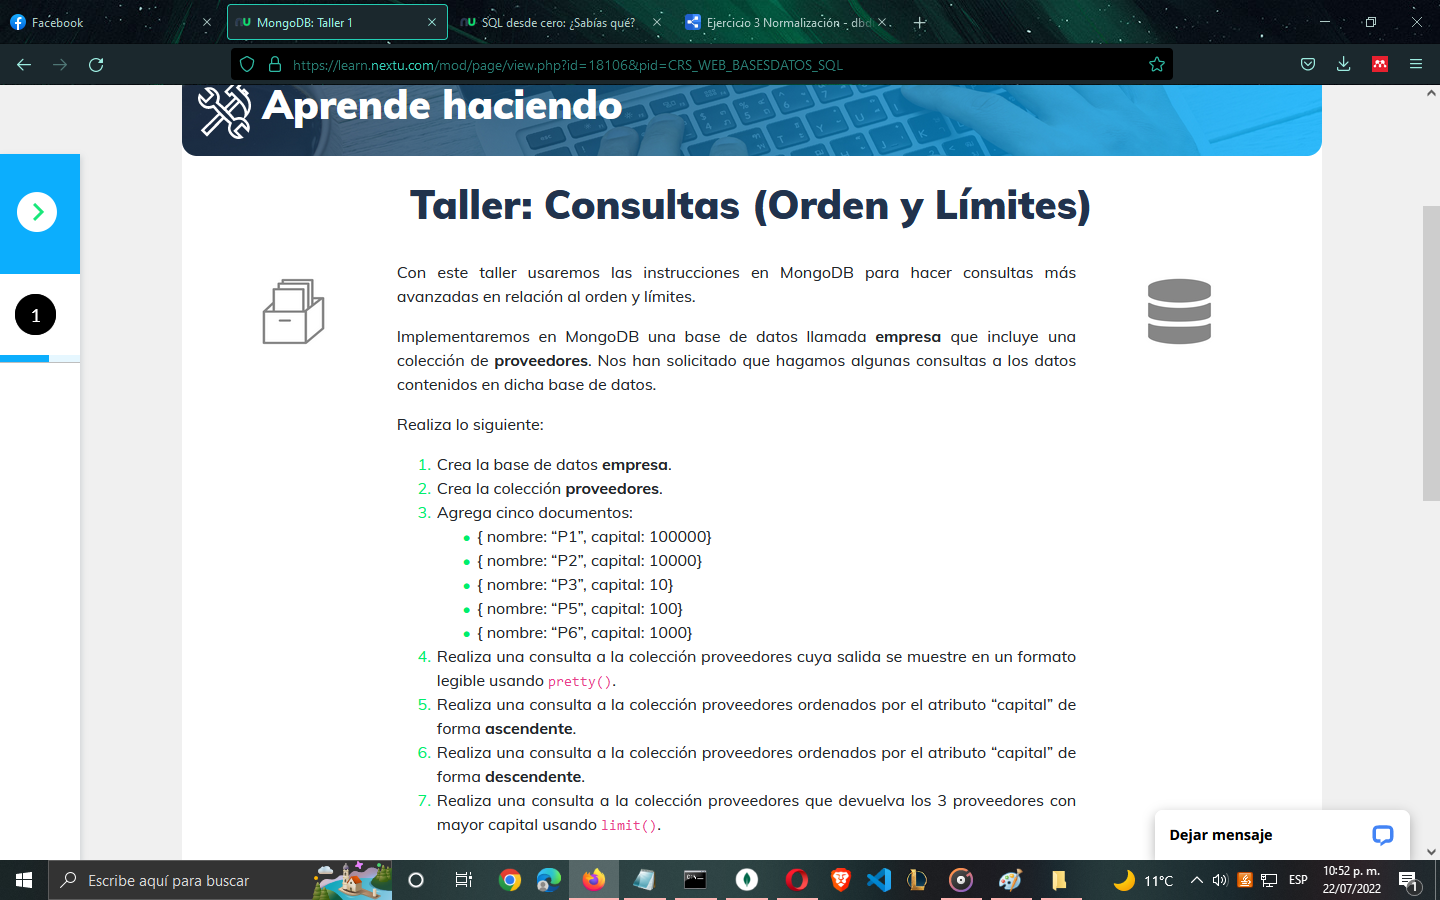 Facebook
MongoDB: Taller 1
SQL desde cero: ¿Sabías qué?
Ejercicio 3 Normalización - dbdi
https://learn.nextu.com/mod/page/view.php?id=18106&pid=CRS_WEB_BASESDATOS_SQL
Aprende haciendo
1
Taller: Consultas (Orden y Límites)
Con este taller usaremos las instrucciones en MongoDB para hacer consultas más
avanzadas en relación al orden y límites.
Implementaremos en MongoDB una base de datos llamada empresa que incluye una
colección de proveedores. Nos han solicitado que hagamos algunas consultas a los datos
contenidos en dicha base de datos.
Realiza lo siguiente:
1. Crea la base de datos empresa.
2. Crea la colección proveedores.
3. Agrega cinco documentos:
• { nombre: “P1”, capital: 100000}
• { nombre: “P2”, capital: 10000}
• { nombre: “P3”, capital: 10}
• { nombre: “P5”, capital: 100}
• { nombre: “P6”, capital: 1000}
4. Realiza una consulta a la colección proveedores cuya salida se muestre en un formato
legible usando pretty().
5. Realiza una consulta a la colección proveedores ordenados por el atributo “capital” de
forma ascendente.
6. Realiza una consulta a la colección proveedores ordenados por el atributo “capital” de
forma descendente.
7. Realiza una consulta a la colección proveedores que devuelva los 3 proveedores con
mayor capital usando limit().
Dejar mensaje
Escribe aquí para buscar
11°C
ESP
10:52 p. m.
22/07/2022
1